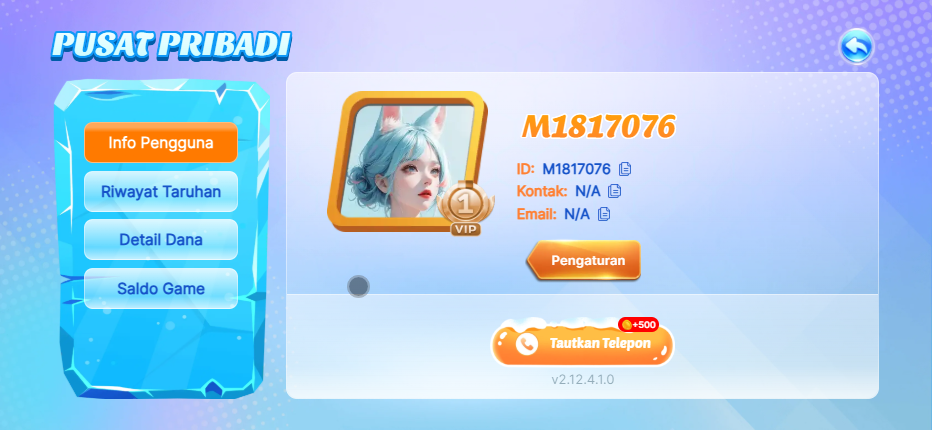 PUSAT PRIBADI
Info Pengguna
Riwayat Taruhan
Detail Dana
Saldo Game
1
VIP
M1817076
ID: M1817076
Kontak: N/A
Email: N/A
Pengaturan
+500
Tautkan Telepon
v2.12.4.1.0